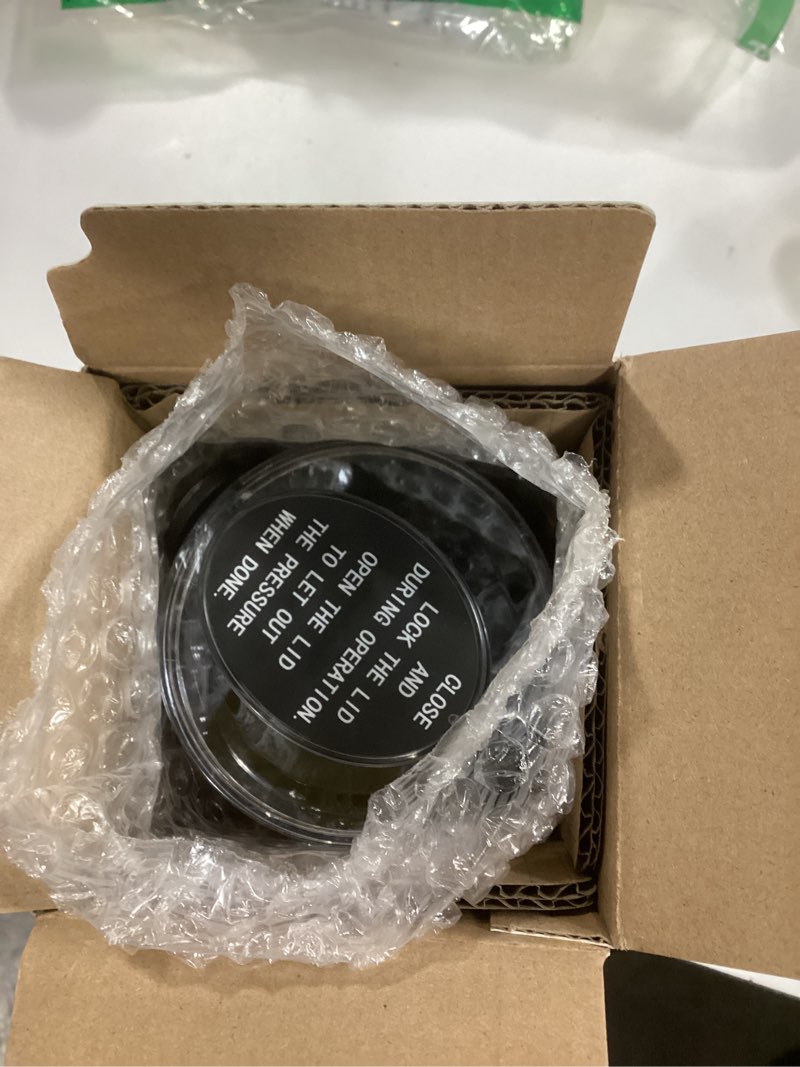 CLOSE
AND
LOCK THE LID
DURING OPERATION.
OPEN THE LID
TO LET OUT
THE PRESSURE
WHEN DONE.